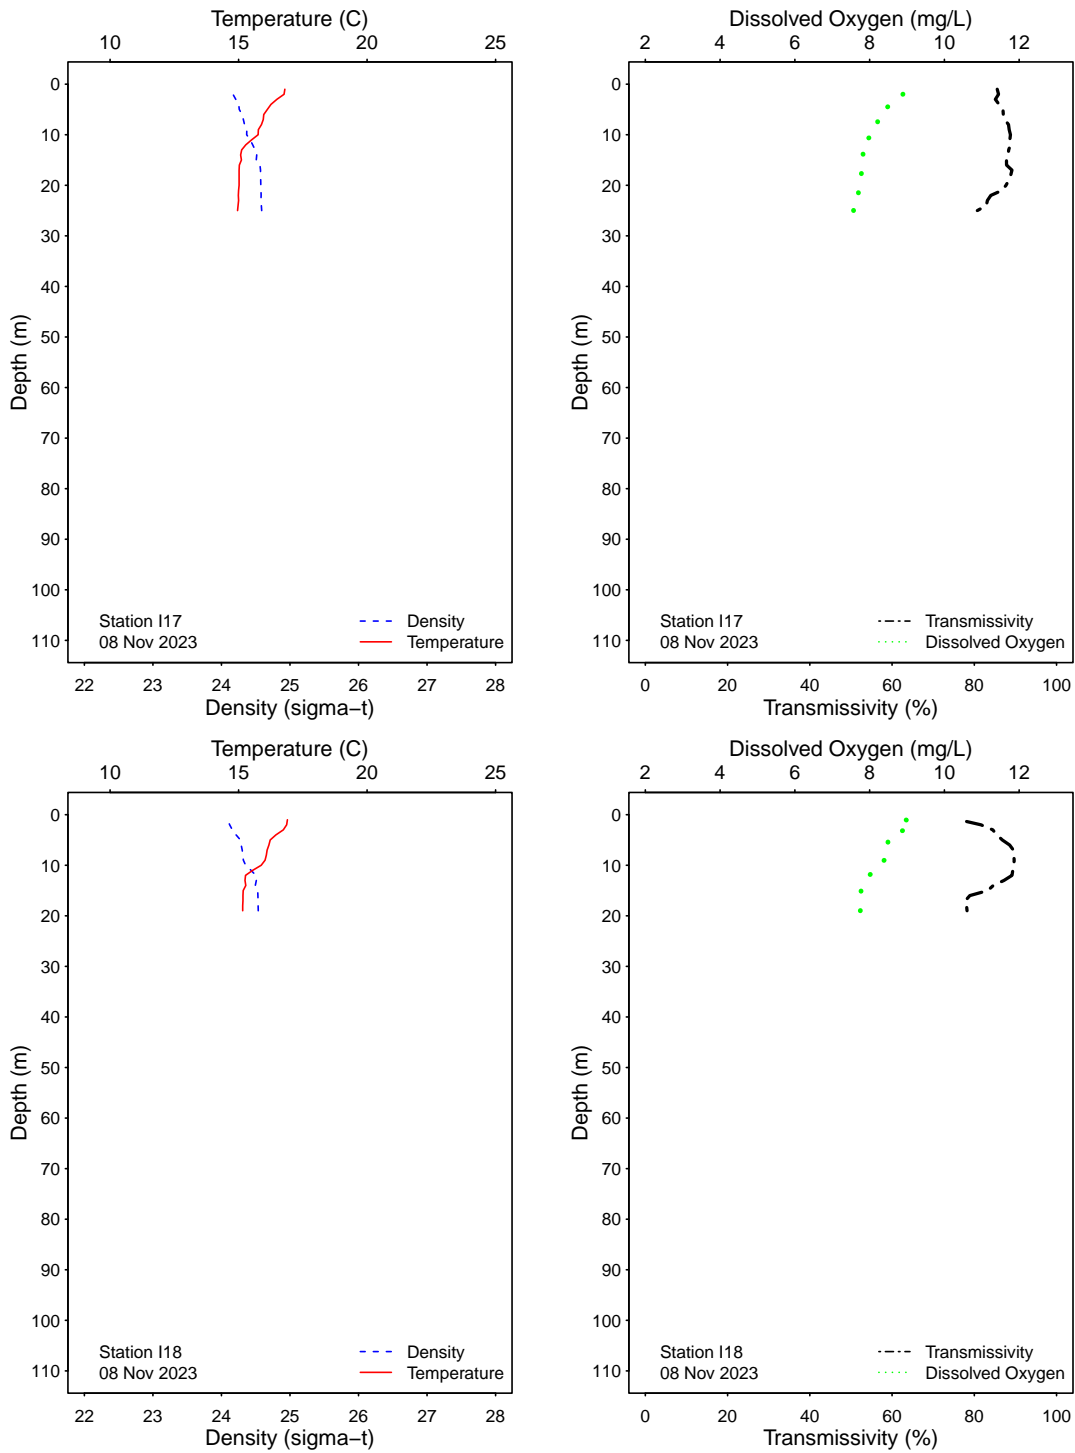 Temperature (C)
10 15 20 25
0
10
20
30
40
50
60
70
80
90
100
110
Depth (m)
Station I17
08 Nov 2023
Density
Temperature
22 23 24 25 26 27 28
Density (sigma−t)
Dissolved Oxygen (mg/L)
2 4 6 8 10 12
0
10
20
30
40
50
60
70
80
90
100
110
Depth (m)
Station I17
08 Nov 2023
Transmissivity
Dissolved Oxygen
0 20 40 60 80 100
Transmissivity (%)
Temperature (C)
10 15 20 25
0
10
20
30
40
50
60
70
80
90
100
110
Depth (m)
Station I18
08 Nov 2023
Density
Temperature
22 23 24 25 26 27 28
Density (sigma−t)
Dissolved Oxygen (mg/L)
2 4 6 8 10 12
0
10
20
30
40
50
60
70
80
90
100
110
Depth (m)
Station I18
08 Nov 2023
Transmissivity
Dissolved Oxygen
0 20 40 60 80 100
Transmissivity (%)